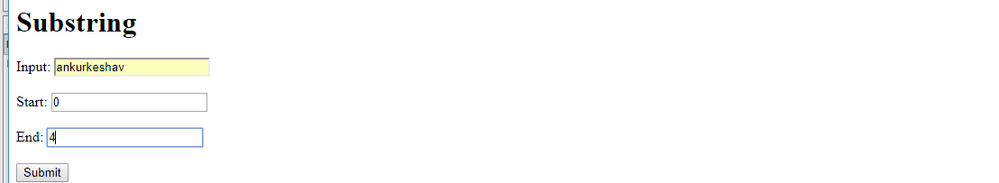 Substring
Input: ankurkeshav
Start: 0
End: 4
Submit